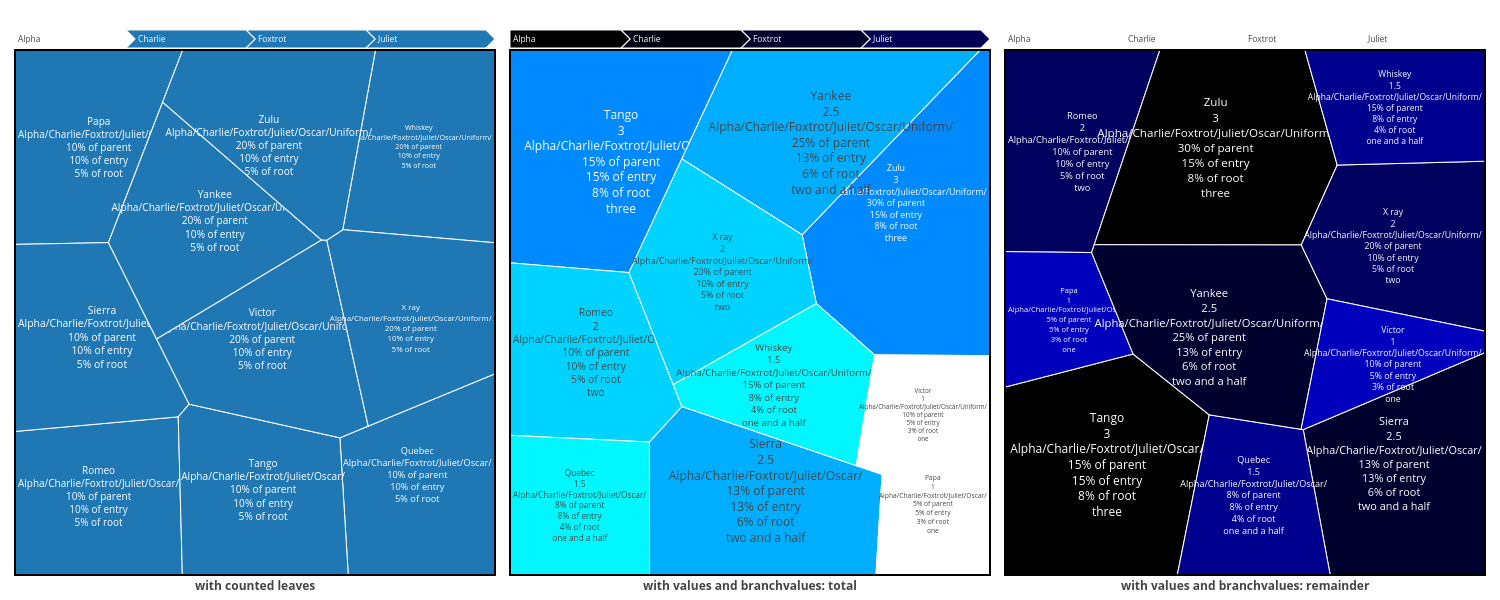 Alpha
Charlie
Foxtrot
Juliet
Papa
Alpha/Charlie/Foxtrot/Juliet/
10% of parent
10% of entry
5% of root
Zulu
Alpha/Charlie/Foxtrot/Juliet/Oscar/Uniform/
20% of parent
10% of entry
5% of root
Whiskey
/Charlie/Foxtrot/Juliet/Oscar/Uniform/
20% of parent
10% of entry
5% of root
Yankee
Alpha/Charlie/Foxtrot/Juliet/Oscar/
20% of parent
10% of entry
5% of root
Sierra
Alpha/Charlie/Foxtrot/Juliet
10% of parent
10% of entry
5% of root
Victor
/Charlie/Foxtrot/Juliet/Oscar/
20% of parent
10% of entry
5% of root
X ray
Alpha/Charlie/Foxtrot/Juliet/Oscar/Uniform/
20% of parent
10% of entry
5% of root
Romeo
Alpha/Charlie/Foxtrot/Juliet/Oscar/
10% of parent
10% of entry
5% of root
Tango
Alpha/Charlie/Foxtrot/Juliet/Oscar/
10% of parent
10% of entry
5% of root
Quebec
Alpha/Charlie/Foxtrot/Juliet/Oscar/
10% of parent
10% of entry
5% of root
with counted leaves
Alpha
Charlie
Foxtrot
Juliet
Tango
3
Alpha/Charlie/Foxtrot/Juliet/O
15% of parent
15% of entry
8% of root
three
Yankee
2.5
Alpha/Charlie/Foxtrot/Juliet/Oscar/Uniform/
25% of parent
13% of entry
6% of root
two and a half
Zulu
3
/Foxtrot/Juliet/Oscar/Uniform/
30% of parent
15% of entry
8% of root
three
X ray
2
Alpha/Charlie/Foxtrot/Juliet/Oscar/Uniform/
20% of parent
10% of entry
5% of root
two
Romeo
2
Alpha/Charlie/Foxtrot/Juliet/O
10% of parent
10% of entry
5% of root
two
Whiskey
1.5
Alpha/Charlie/Foxtrot/Juliet/Oscar/Uniform/
15% of parent
8% of entry
4% of root
one and a half
Victor
1
Alpha/Charlie/Foxtrot/Juliet/Oscar/Uniform/
10% of parent
5% of entry
3% of root
one
Quebec
1.5
Alpha/Charlie/Foxtrot/Juliet/Oscar/
8% of parent
8% of entry
4% of root
one and a half
Sierra
2.5
Alpha/Charlie/Foxtrot/Juliet/Oscar/
13% of parent
13% of entry
6% of root
two and a half
Papa
1
Alpha/Charlie/Foxtrot/Juliet/Oscar/
5% of parent
5% of entry
3% of root
one
with values and branchvalues: total
Alpha
Charlie
Foxtrot
Juliet
Romeo
2
Alpha/Charlie/Foxtrot/Juliet/
10% of parent
10% of entry
5% of root
two
Zulu
3
Alpha/Charlie/Foxtrot/Juliet/Oscar/Uniform
30% of parent
15% of entry
8% of root
three
Whiskey
1.5
Alpha/Charlie/Foxtrot/Juliet/Oscar/Uniform/
15% of parent
8% of entry
4% of root
one and a half
X ray
2
Alpha/Charlie/Foxtrot/Juliet/Oscar/Uniform/
20% of parent
10% of entry
5% of root
two
Papa
1
Alpha/Charlie/Foxtrot/Juliet/Os
5% of parent
5% of entry
3% of root
one
Yankee
2.5
Alpha/Charlie/Foxtrot/Juliet/Oscar/Uniform
25% of parent
13% of entry
6% of root
two and a half
Victor
1
Alpha/Charlie/Foxtrot/Juliet/Oscar/Uniform/
10% of parent
5% of entry
3% of root
one
Tango
3
Alpha/Charlie/Foxtrot/Juliet/Oscar/
15% of parent
15% of entry
8% of root
three
Quebec
1.5
Alpha/Charlie/Foxtrot/Juliet/Oscar/
8% of parent
8% of entry
4% of root
one and a half
Sierra
2.5
Alpha/Charlie/Foxtrot/Juliet/Oscar/
13% of parent
13% of entry
6% of root
two and a half
with values and branchvalues: remainder